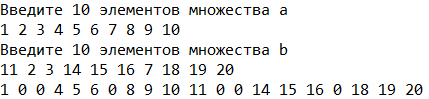 Введите 10 элементов множества a
1 2 3 4 5 6 7 8 9 10
Введите 10 элементов множества b
11 2 3 14 15 16 7 18 19 20
1 0 0 4 5 6 0 8 9 10 11 0 0 14 15 16 0 18 19 20